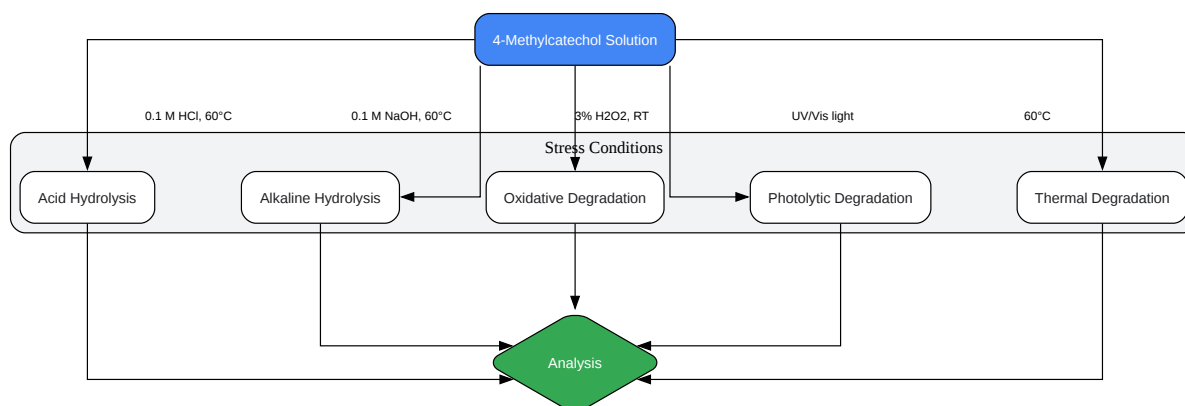 4-Methylcatechol Solution
0.1 M HCl, 60°C
0.1 M NaOH, 60°C
3% H2O2, RT
UV/Vis light
60°C
Stress Conditions
Acid Hydrolysis
Alkaline Hydrolysis
Oxidative Degradation
Photolytic Degradation
Thermal Degradation
Analysis